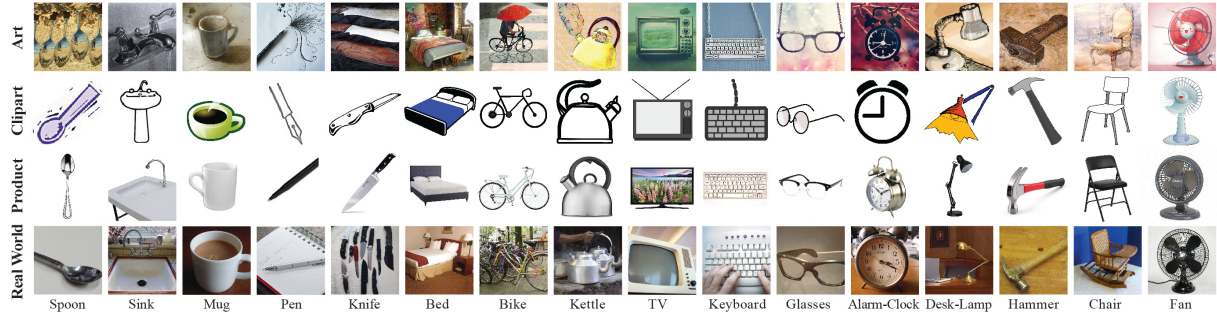 Art
Clipart
Product
Real World
Spoon Sink Mug Pen Knife Bed Bike Kettle TV Keyboard Glasses Alarm-Clock Desk-Lamp Hammer Chair Fan